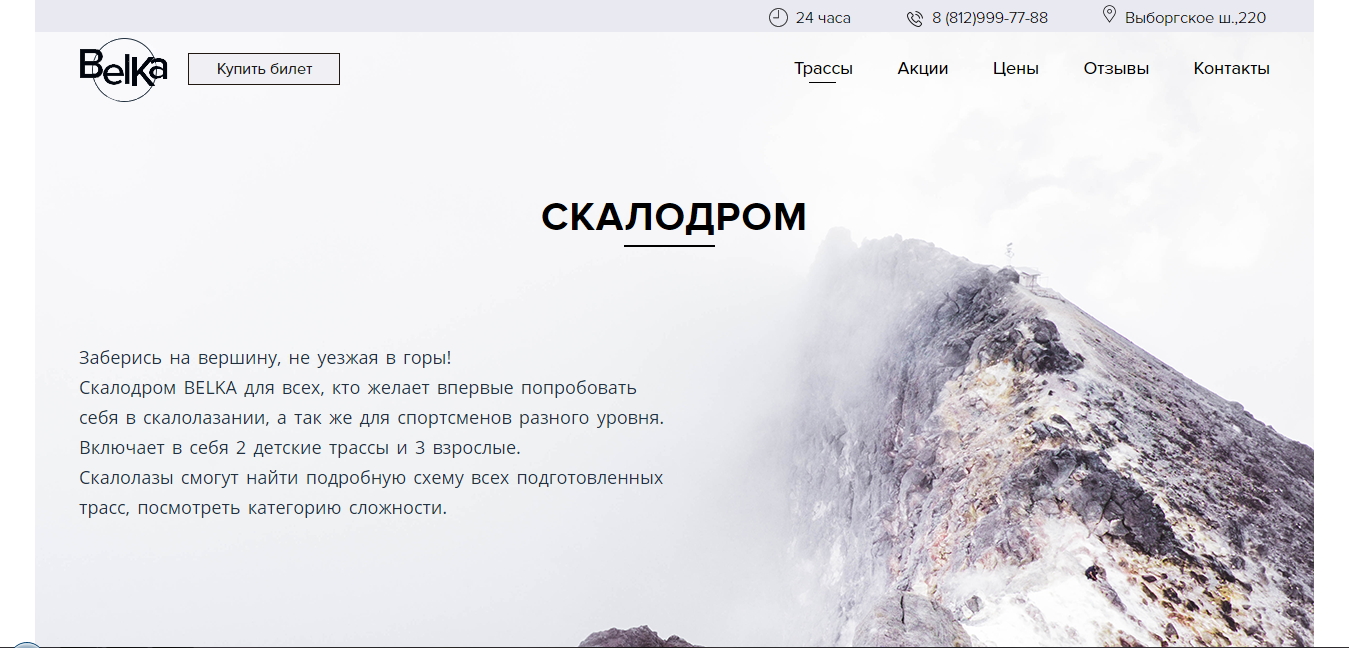 24 часа 8 (812)999-77-88 Выборгское ш.,220
Belka Купить билет Трассы Акции Цены Отзывы Контакты
СКАЛОДРОМ
Заберись на вершину, не уезжая в горы!
Скалодром BELKA для всех, кто желает впервые попробовать
себя в скалолазании, а так же для спортсменов разного уровня.
Включает в себя 2 детские трассы и 3 взрослые.
Скалолазы смогут найти подробную схему всех подготовленных
трасс, посмотреть категорию сложности.